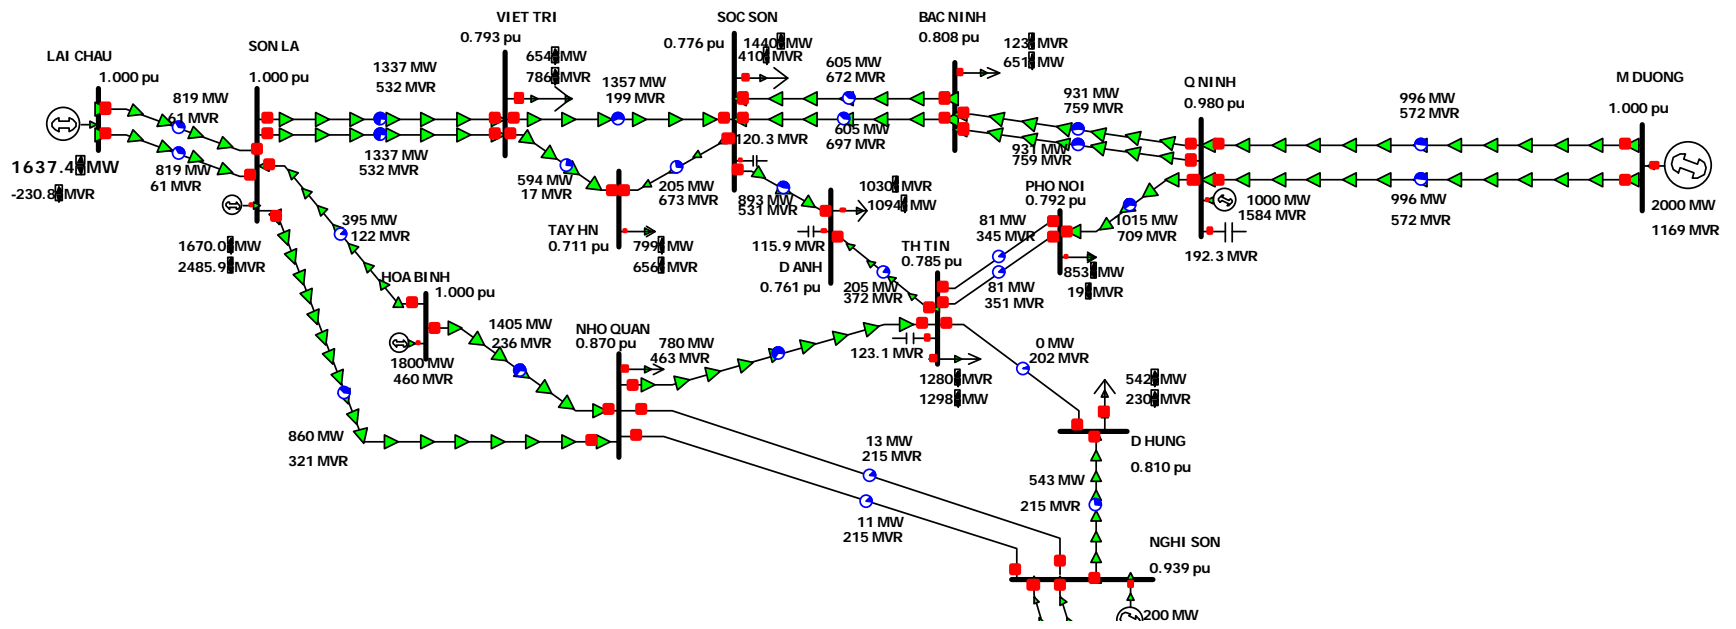 LAI CHAU
1.000 pu
1637.4 MW
-230.8 MVR
819 MW
61 MVR
819 MW
61 MVR
SON LA
1.000 pu
1670.0 MW
2485.9 MVR
1337 MW
532 MVR
1337 MW
532 MVR
395 MW
122 MVR
HOA BINH
1.000 pu
1800 MW
460 MVR
1405 MW
236 MVR
860 MW
321 MVR
VIET TRI
0.793 pu
654 MW
786 MVR
1357 MW
199 MVR
594 MW
17 MVR
TAY HN
0.711 pu
799 MW
656 MVR
205 MW
673 MVR
SOC SON
0.776 pu
1440 MW
410 MVR
120.3 MVR
893 MW
531 MVR
605 MW
672 MVR
605 MW
697 MVR
BAC NINH
0.808 pu
123 MVR
651 MW
931 MW
759 MVR
931 MW
759 MVR
Q NINH
0.980 pu
1000 MW
1584 MVR
192.3 MVR
996 MW
572 MVR
996 MW
572 MVR
M DUONG
1.000 pu
2000 MW
1169 MVR
1030 MVR
1094 MW
115.9 MVR
D ANH
0.761 pu
205 MW
372 MVR
PHO NOI
0.792 pu
1015 MW
709 MVR
853 MW
19 MVR
81 MW
345 MVR
81 MW
351 MVR
TH TIN
0.785 pu
123.1 MVR
1280 MVR
1298 MW
NHO QUAN
0.870 pu
780 MW
463 MVR
0 MW
202 MVR
542 MW
230 MVR
D HUNG
0.810 pu
543 MW
215 MVR
13 MW
215 MVR
11 MW
215 MVR
NGHI SON
0.939 pu
200 MW